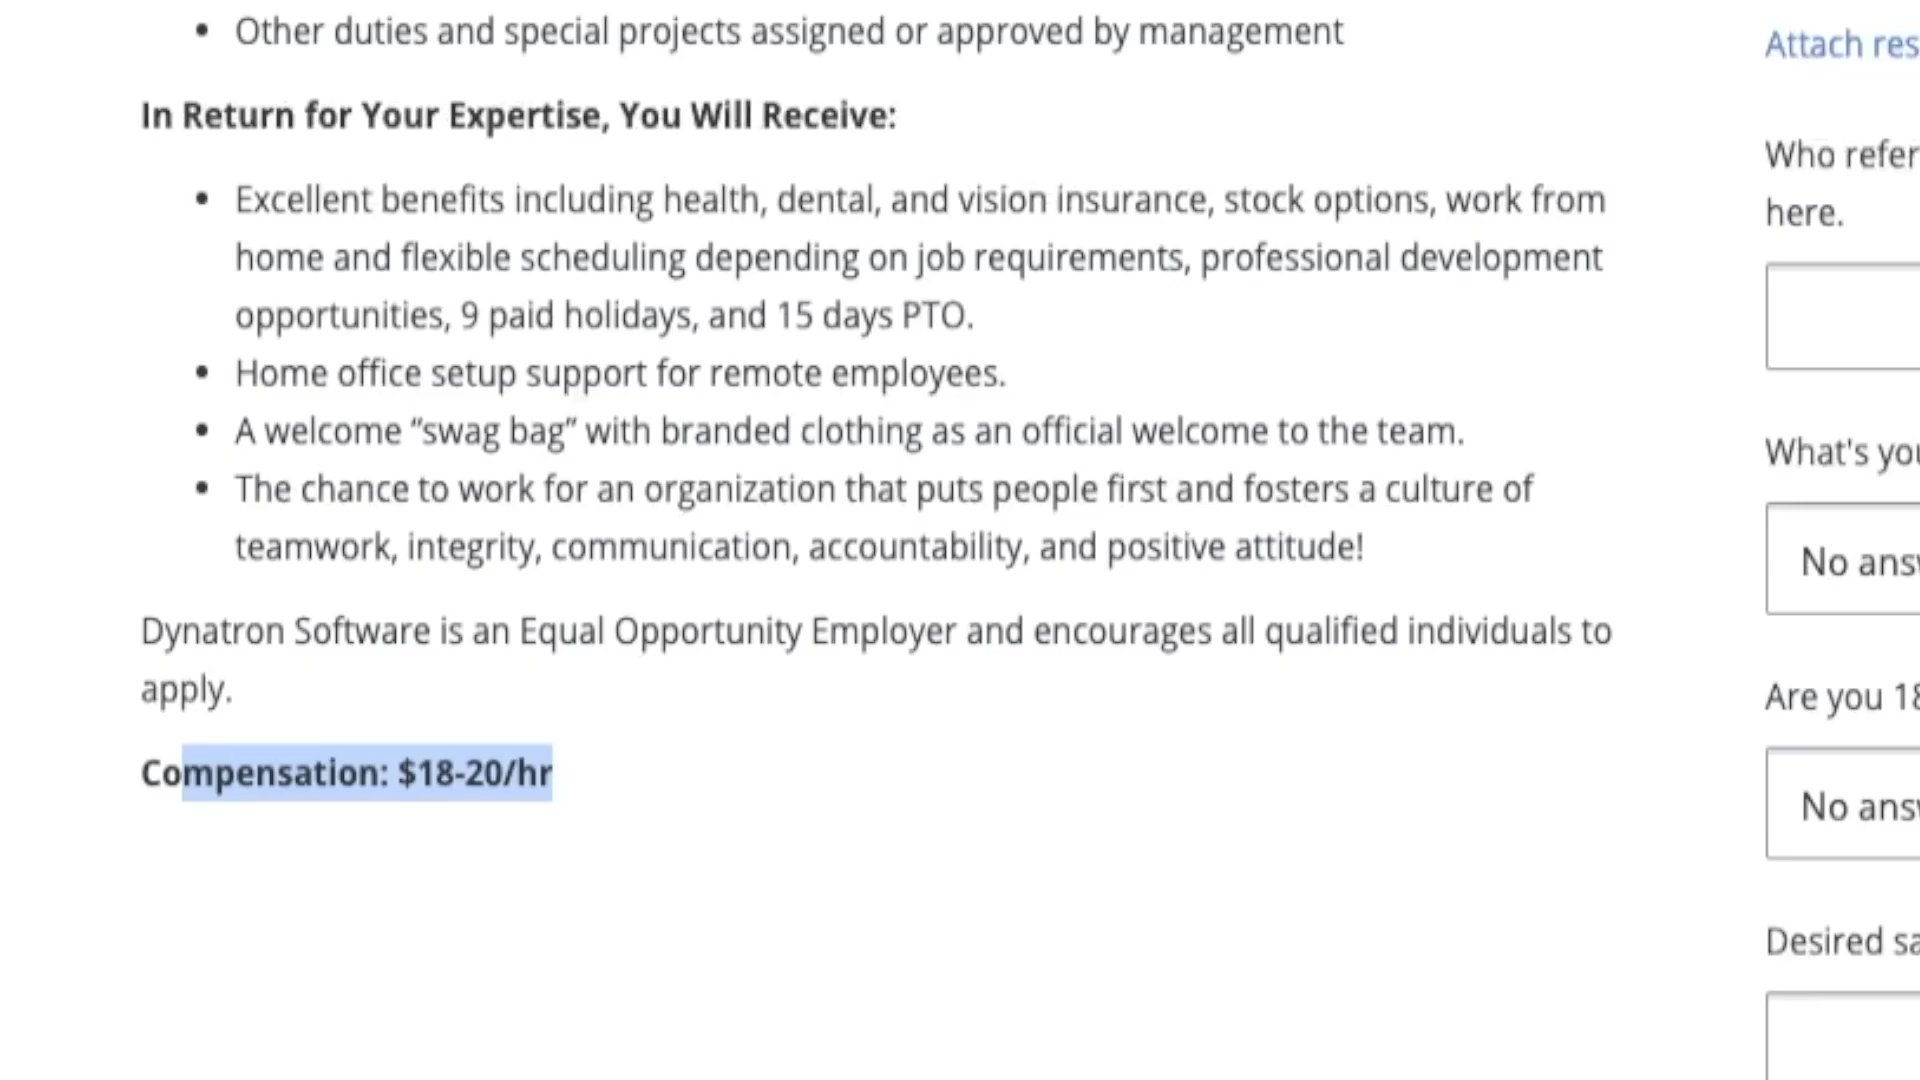 • Other duties and special projects assigned or approved by management
In Return for Your Expertise, You Will Receive:
• Excellent benefits including health, dental, and vision insurance, stock options, work from
home and flexible scheduling depending on job requirements, professional development
opportunities, 9 paid holidays, and 15 days PTO.
• Home office setup support for remote employees.
• A welcome “swag bag” with branded clothing as an official welcome to the team.
• The chance to work for an organization that puts people first and fosters a culture of
teamwork, integrity, communication, accountability, and positive attitude!
Dynatron Software is an Equal Opportunity Employer and encourages all qualified individuals to
apply.
Compensation: $18-20/hr
Attach
Who
here.
What's
No
Are you
No
Desired